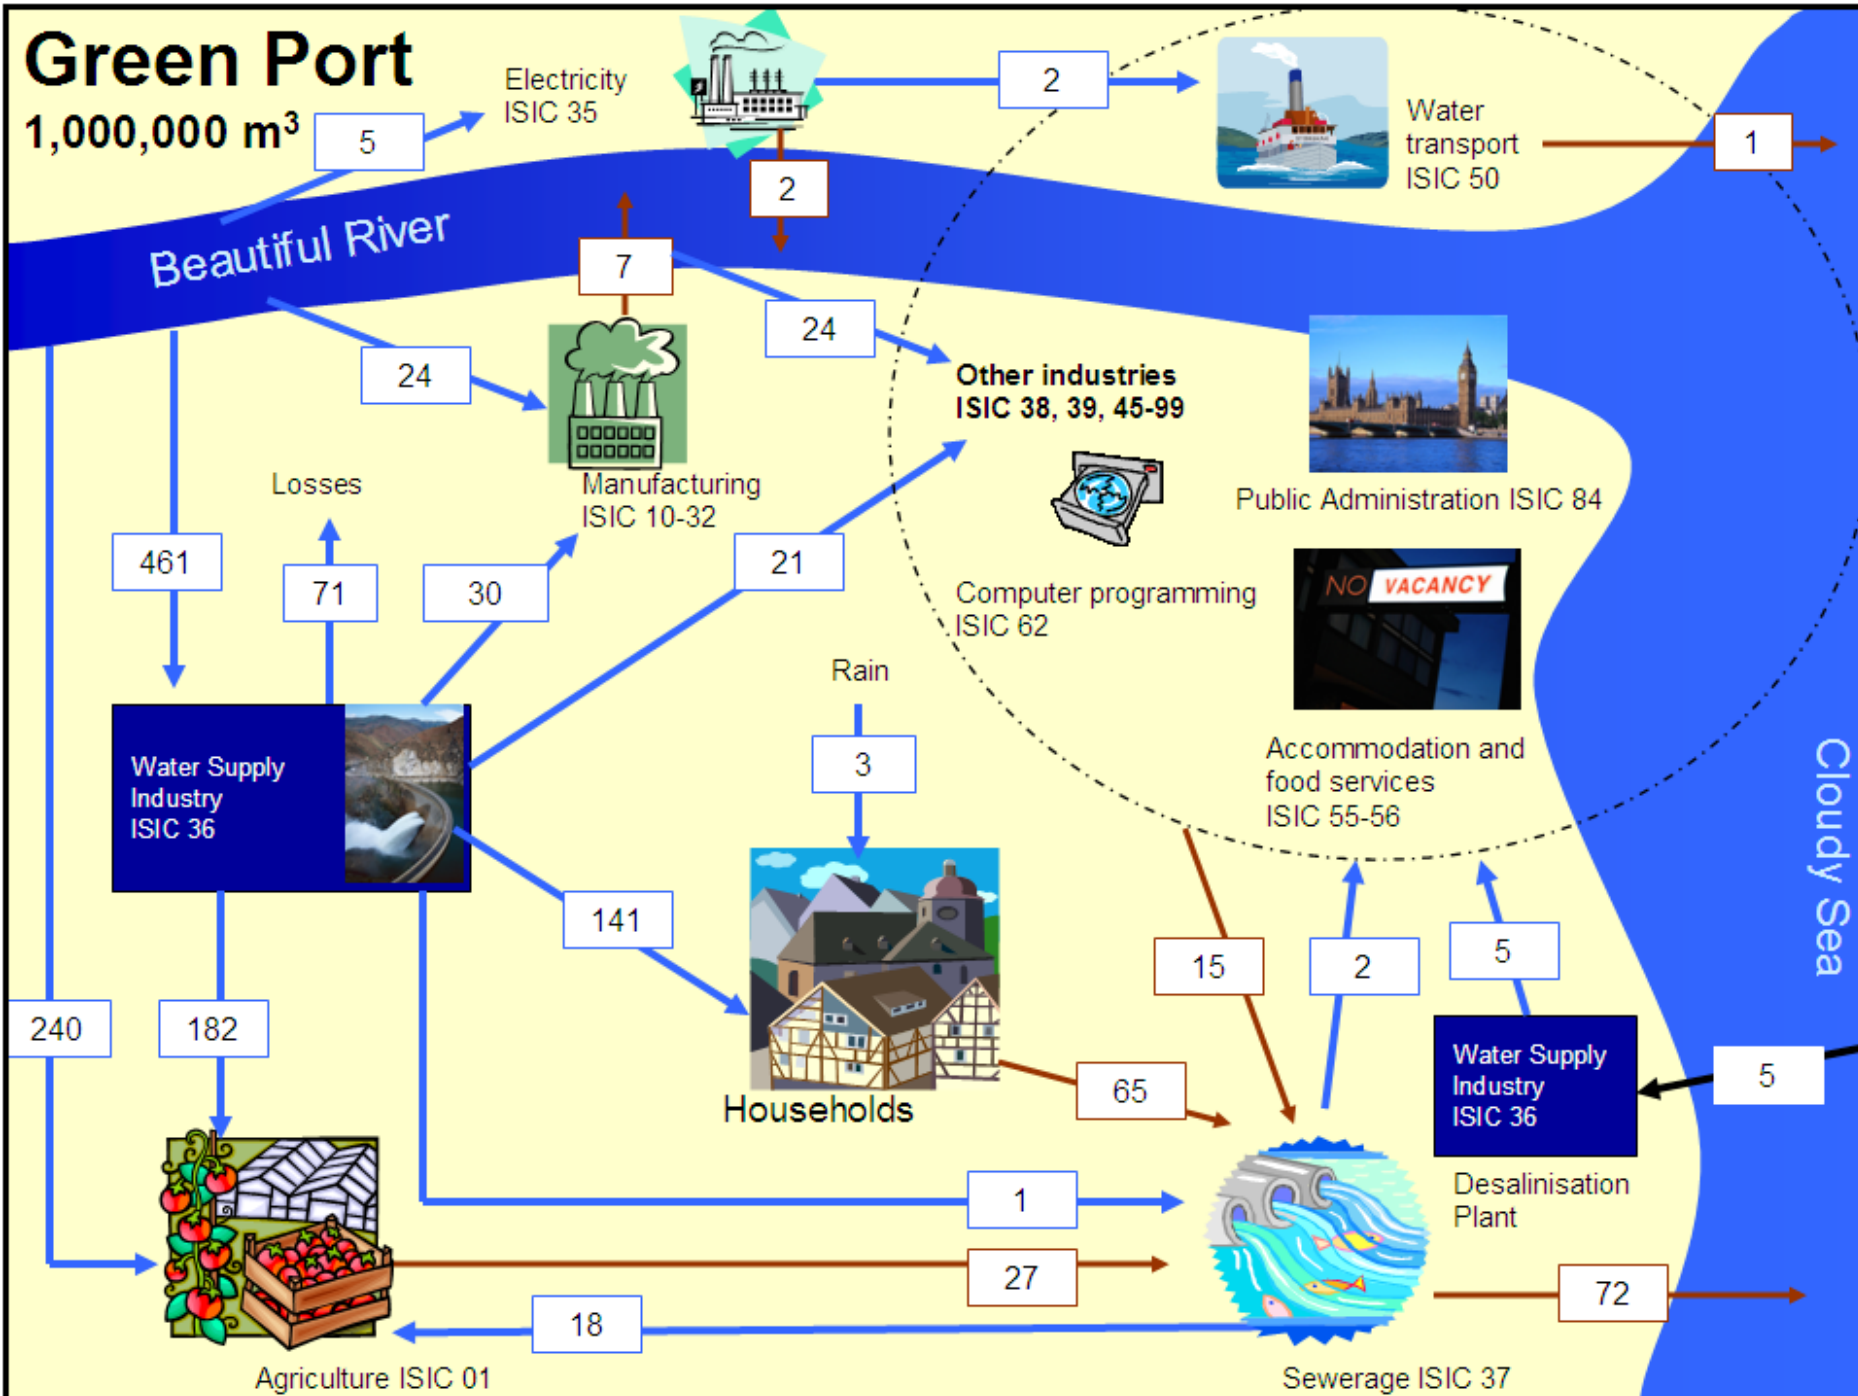 Green Port
1,000,000 m³
Electricity
ISIC 35
5
2
2
Water
transport
ISIC 50
1
Beautiful River
7
24
24
Other industries
ISIC 38, 39, 45-99
Public Administration ISIC 84
Losses
Manufacturing
ISIC 10-32
461
71
30
21
Computer programming
ISIC 62
NO VACANCY
Rain
3
Accommodation and
food services
ISIC 55-56
Cloudy Sea
Water Supply
Industry
ISIC 36
141
15
2
5
240
182
Water Supply
Industry
ISIC 36
5
65
Households
Desalinisation
Plant
1
27
72
18
Agriculture ISIC 01
Sewerage ISIC 37